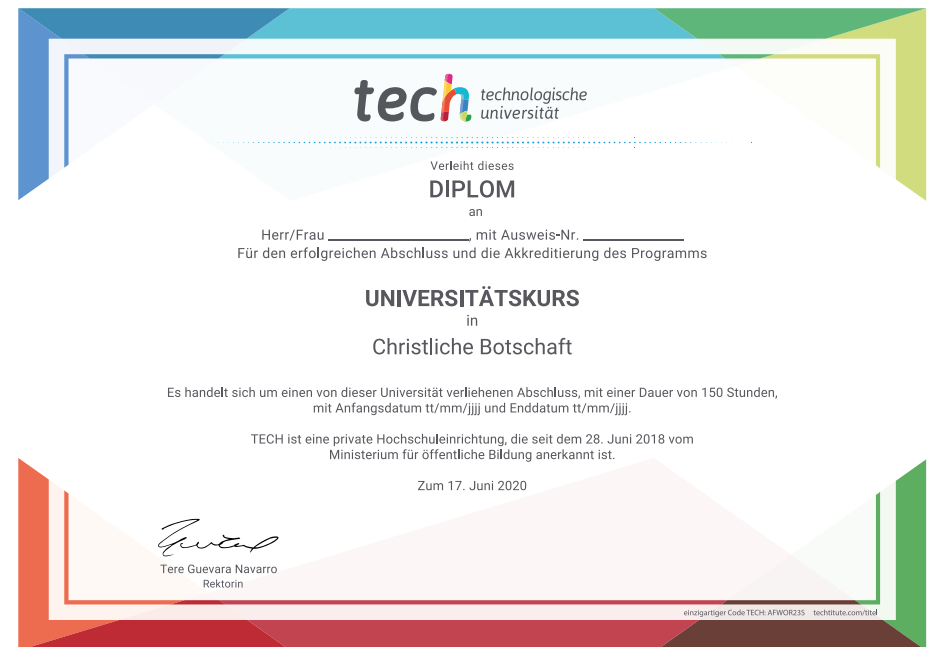 tech technologische
universität
Verleiht dieses
DIPLOM
an
Herr/Frau ____________________, mit Ausweis-Nr. ______________
Für den erfolgreichen Abschluss und die Akkreditierung des Programms
UNIVERSITÄTSKURS
in
Christliche Botschaft
Es handelt sich um einen von dieser Universität verliehenen Abschluss, mit einer Dauer von 150 Stunden,
mit Anfangsdatum tt/mm/jjjj und Enddatum tt/mm/jjjj.
TECH ist eine private Hochschuleinrichtung, die seit dem 28. Juni 2018 vom
Ministerium für öffentliche Bildung anerkannt ist.
Zum 17. Juni 2020
Tere Guevara Navarro
Rektorin
einzigartiger Code TECH: AFWOR23S techtitute.com/titel